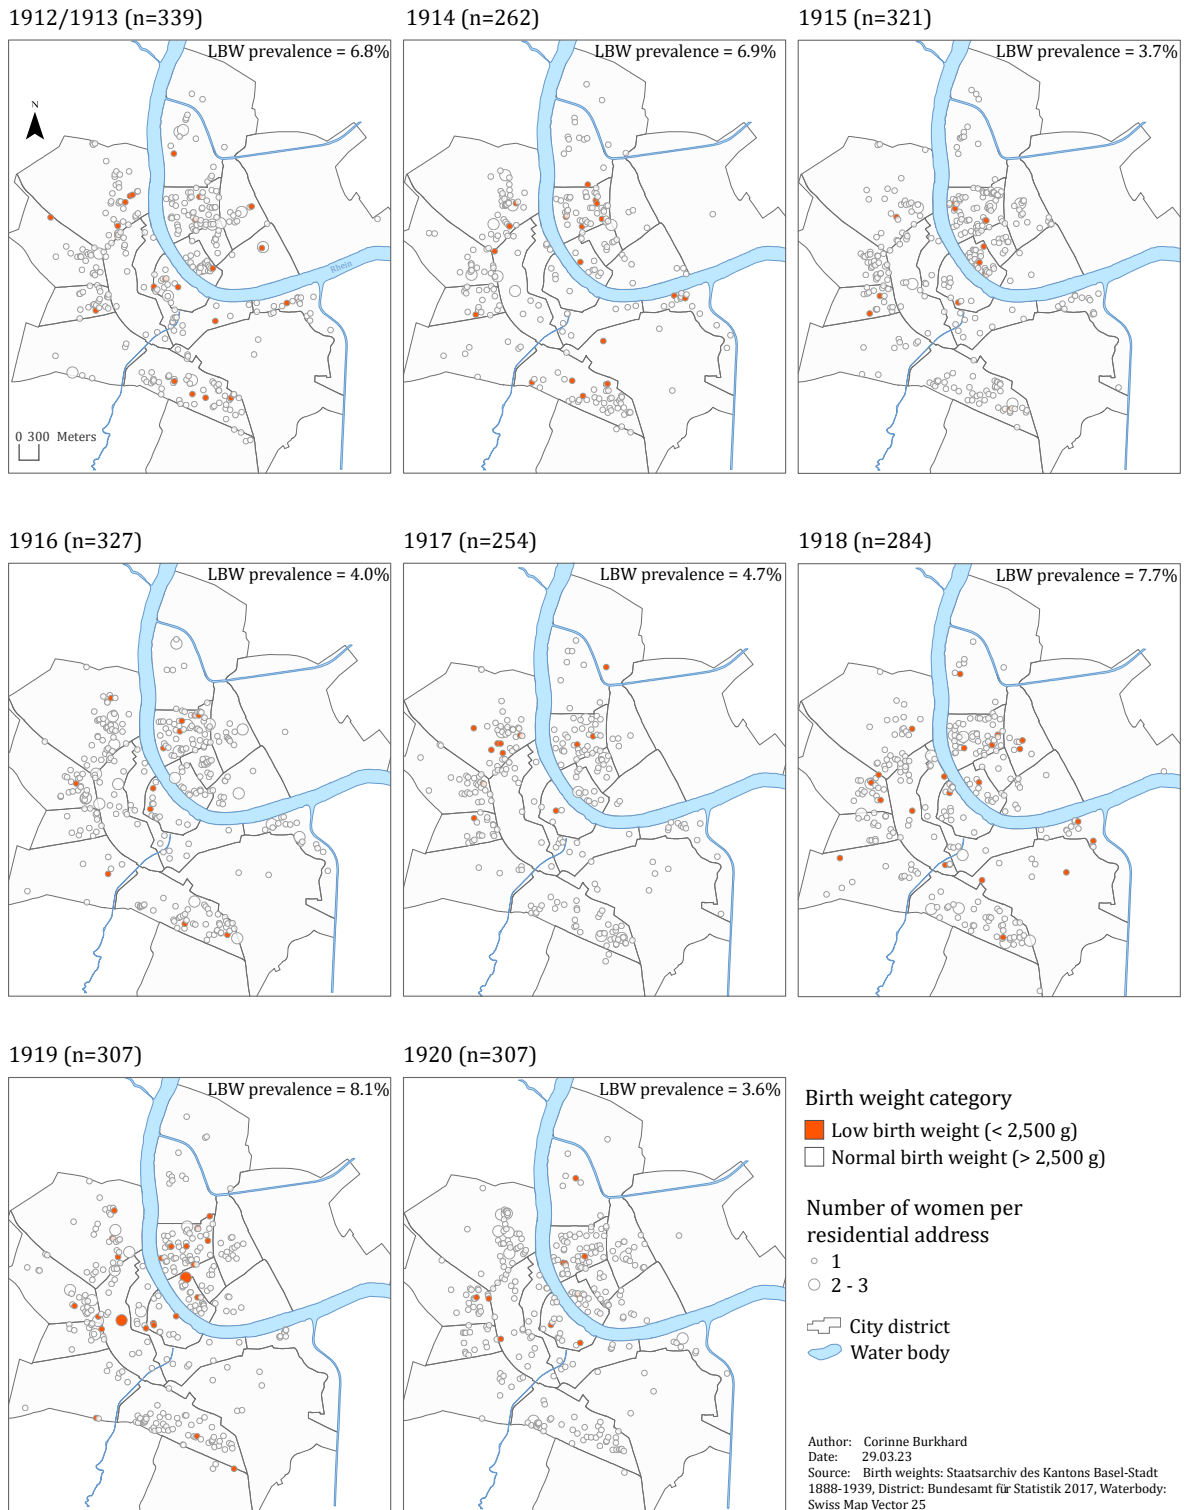 1912/1913 (n=339)
LBW prevalence = 6.8%
N
Rhein
0 300 Meters
1914 (n=262)
LBW prevalence = 6.9%
1915 (n=321)
LBW prevalence = 3.7%
1916 (n=327)
LBW prevalence = 4.0%
1917 (n=254)
LBW prevalence = 4.7%
1918 (n=284)
LBW prevalence = 7.7%
1919 (n=307)
LBW prevalence = 8.1%
1920 (n=307)
LBW prevalence = 3.6%
Birth weight category
Low birth weight (< 2,500 g)
Normal birth weight (> 2,500 g)
Number of women per
residential address
1
2 - 3
City district
Water body
Author: Corinne Burkhard
Date: 29.03.23
Source: Birth weights: Staatsarchiv des Kantons Basel-Stadt
1888-1939, District: Bundesamt für Statistik 2017, Waterbody:
Swiss Map Vector 25